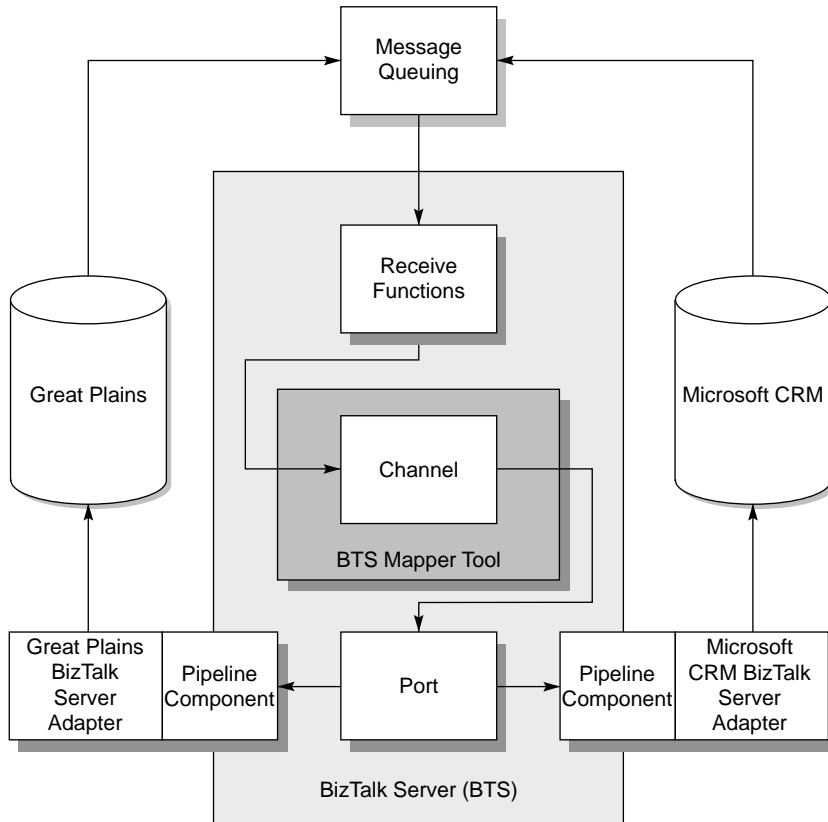 Message
Queuing
Receive
Functions
Great Plains
Microsoft CRM
Channel
BTS Mapper Tool
Great Plains
BizTalk
Server
Adapter
Pipeline
Component
Port
Pipeline
Component
Microsoft
CRM BizTalk
Server
Adapter
BizTalk Server (BTS)